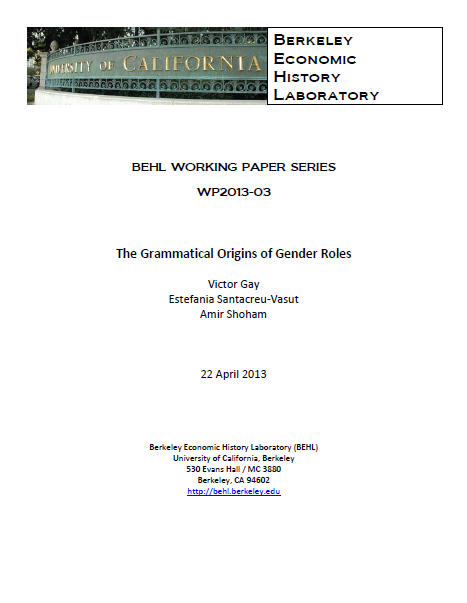 UNIVERSITY OF CALIFORNIA
BERKELEY
ECONOMIC
HISTORY
LABORATORY
BEHL WORKING PAPER SERIES
WP2013-03
The Grammatical Origins of Gender Roles
Victor Gay
Estefania Santacreu-Vasut
Amir Shoham
22 April 2013
Berkeley Economic History Laboratory (BEHL)
University of California, Berkeley
530 Evans Hall / MC 3880
Berkeley, CA 94602
http://behl.berkeley.edu